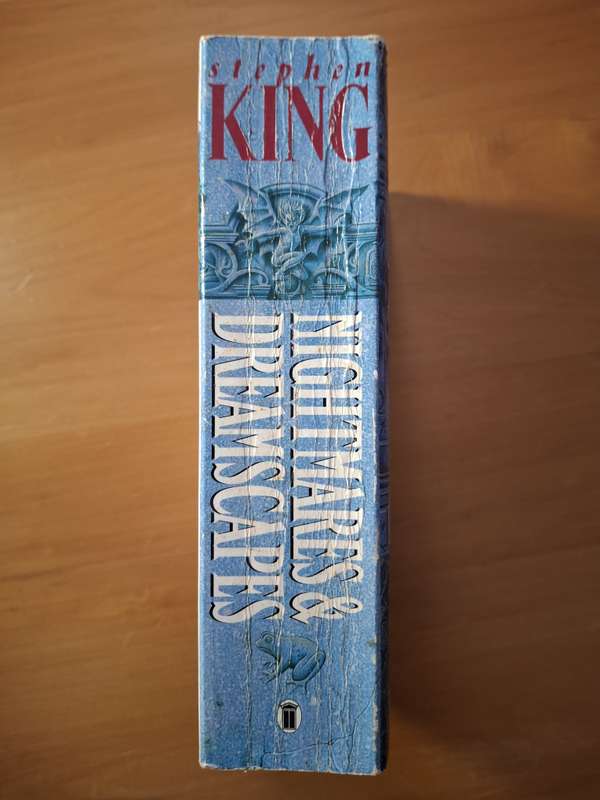 stephen
KING
NIGHTMARES &
DREAMSCAPES